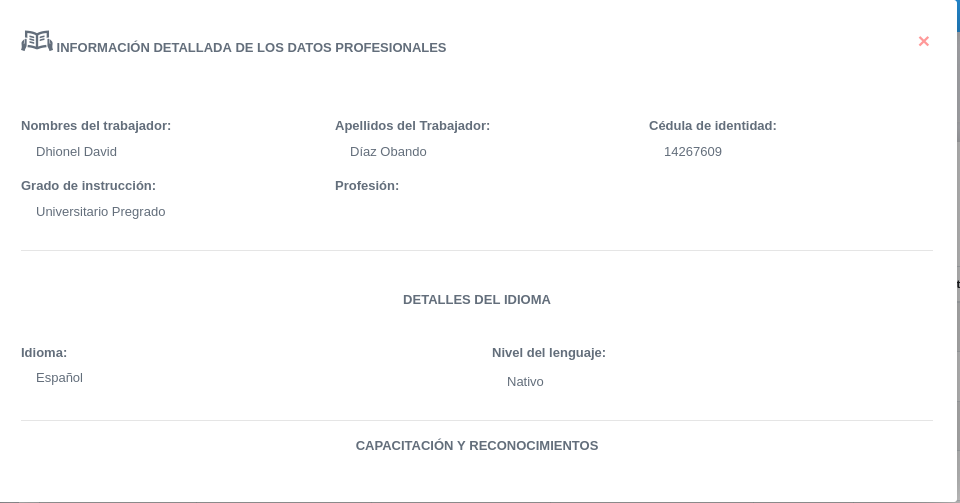 INFORMACIÓN DETALLADA DE LOS DATOS PROFESIONALES ×
Nombres del trabajador: Apellidos del Trabajador: Cédula de identidad:
Dhionel David Díaz Obando 14267609
Grado de instrucción: Profesión:
Universitario Pregrado
DETALLES DEL IDIOMA
Idioma: Nivel del lenguaje:
Español Nativo
CAPACITACIÓN Y RECONOCIMIENTOS